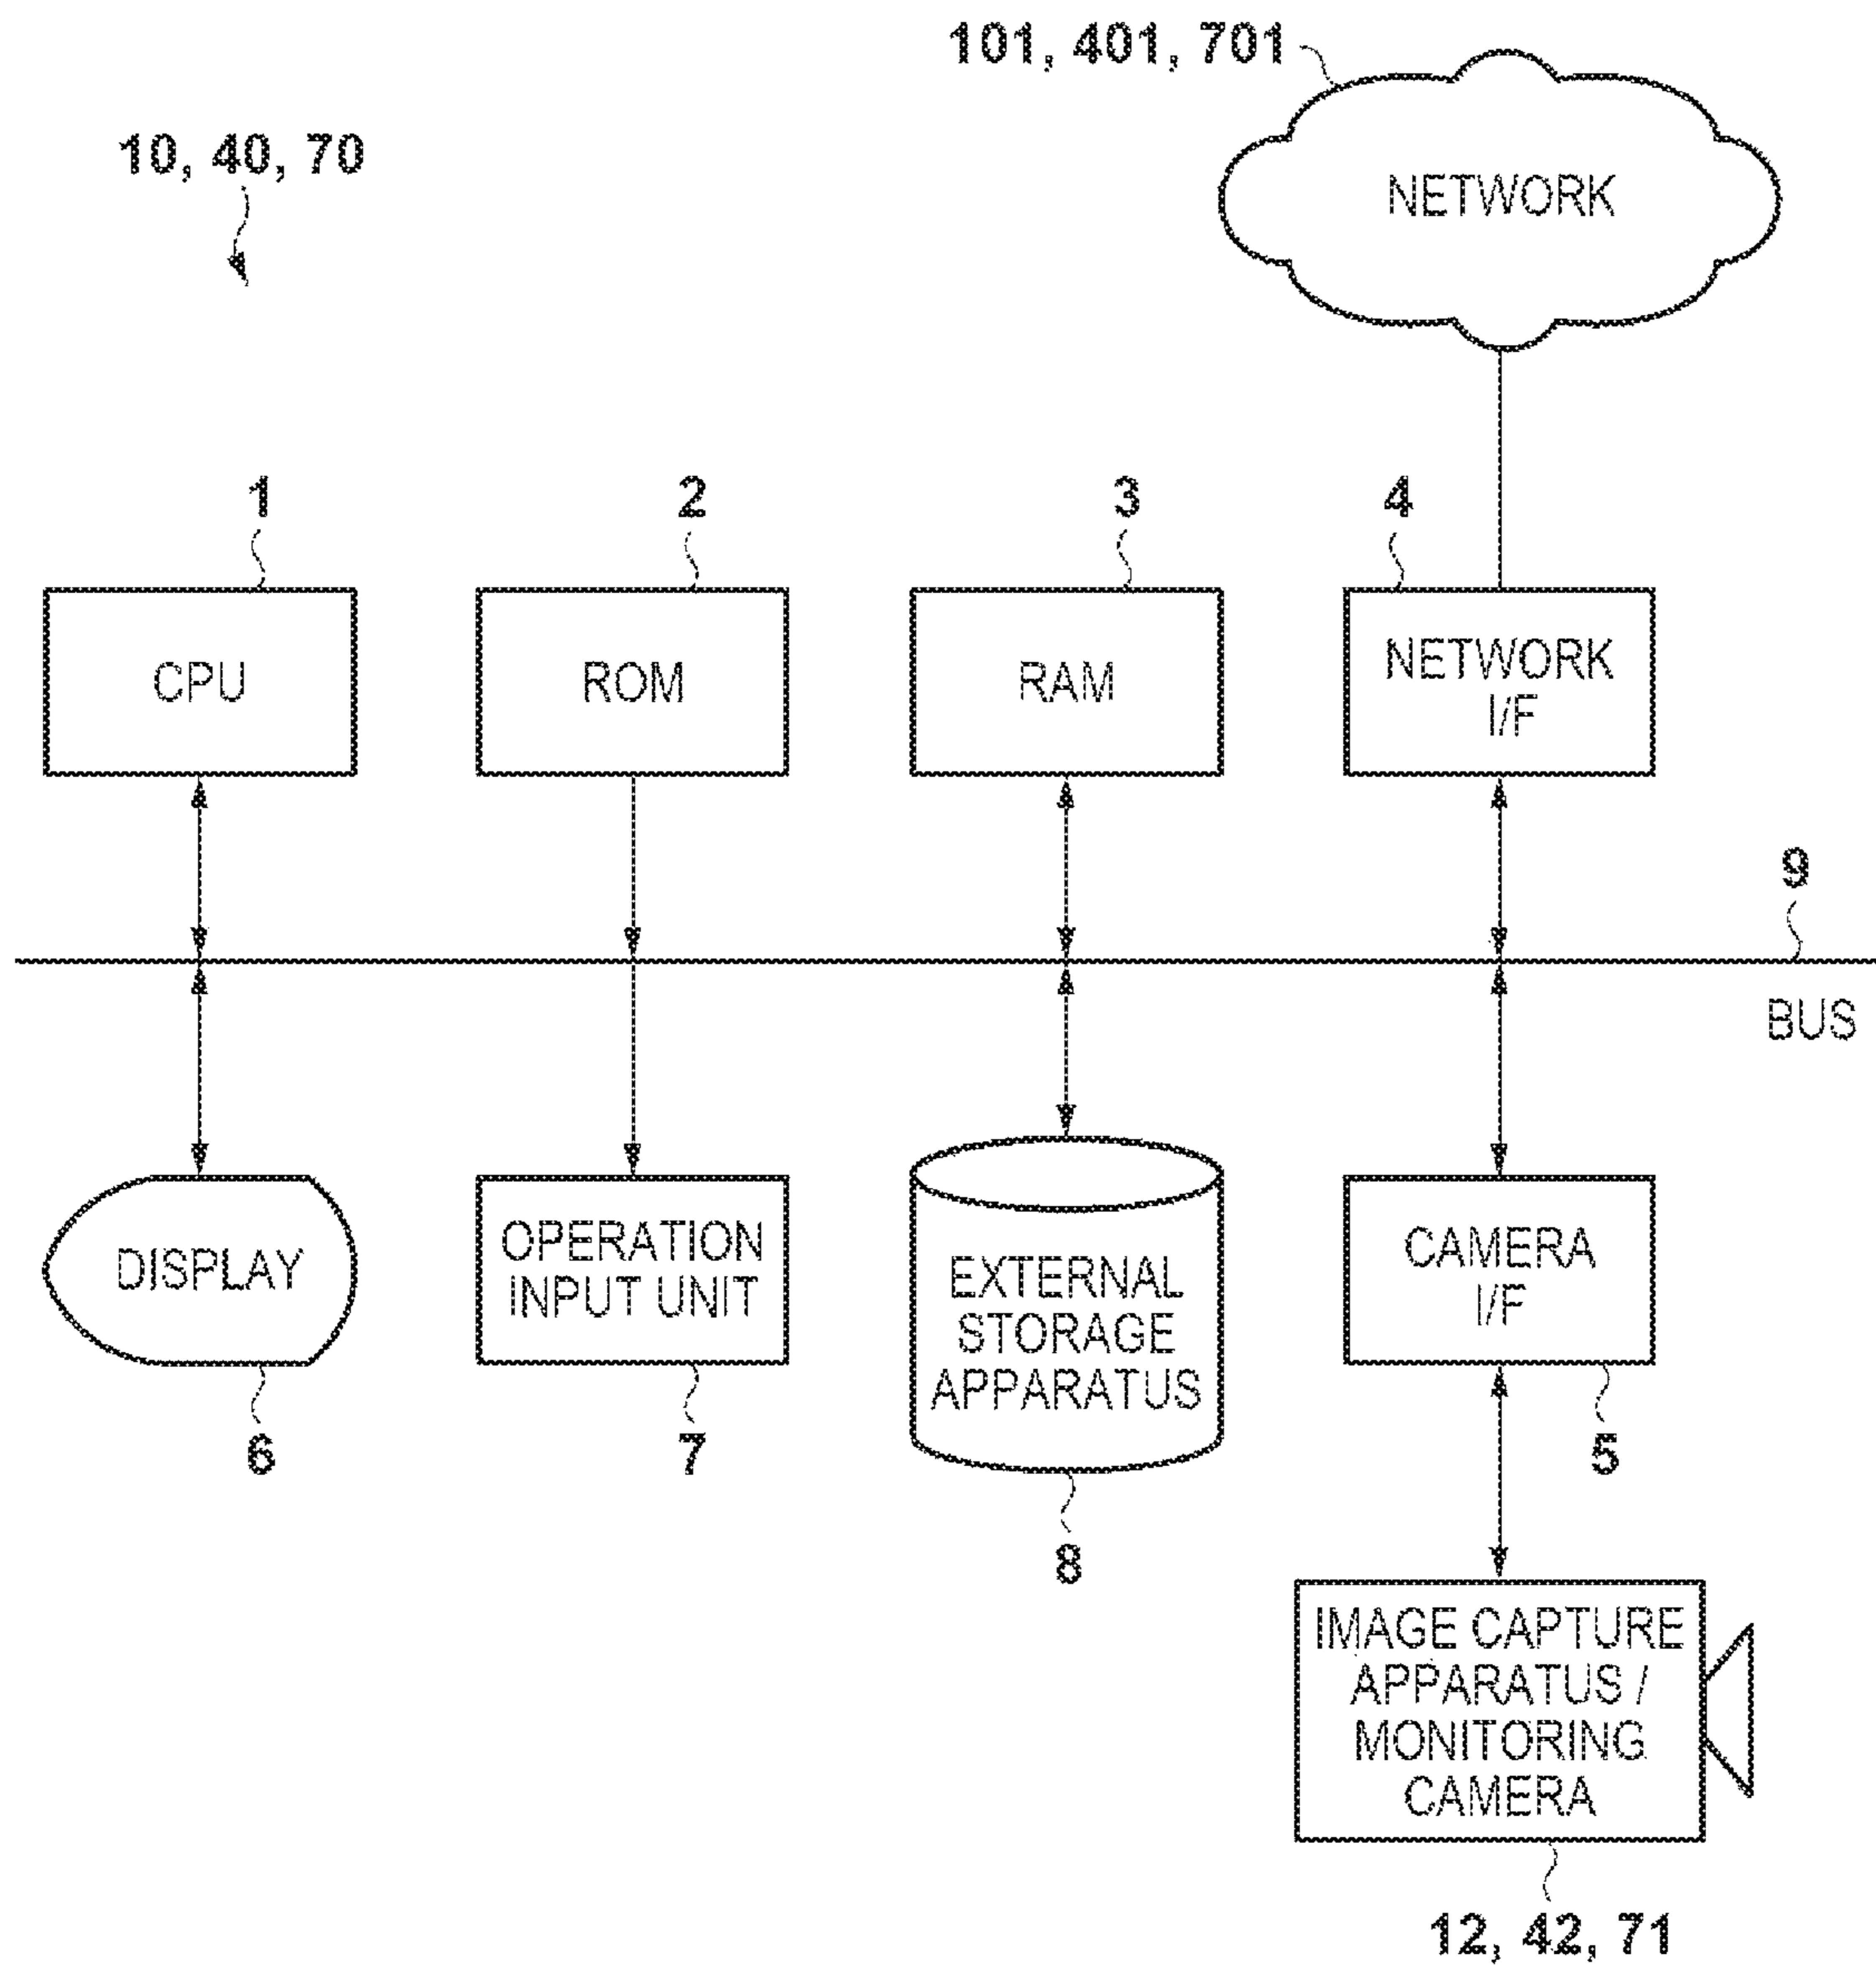 101, 401, 701
10, 40, 70
NETWORK
1
2
3
4
CPU
ROM
RAM
NETWORK
I/F
9
BUS
DISPLAY
OPERATION
INPUT UNIT
EXTERNAL
STORAGE
APPARATUS
CAMERA
I/F
6
7
8
5
IMAGE CAPTURE
APPARATUS /
MONITORING
CAMERA
12, 42, 71